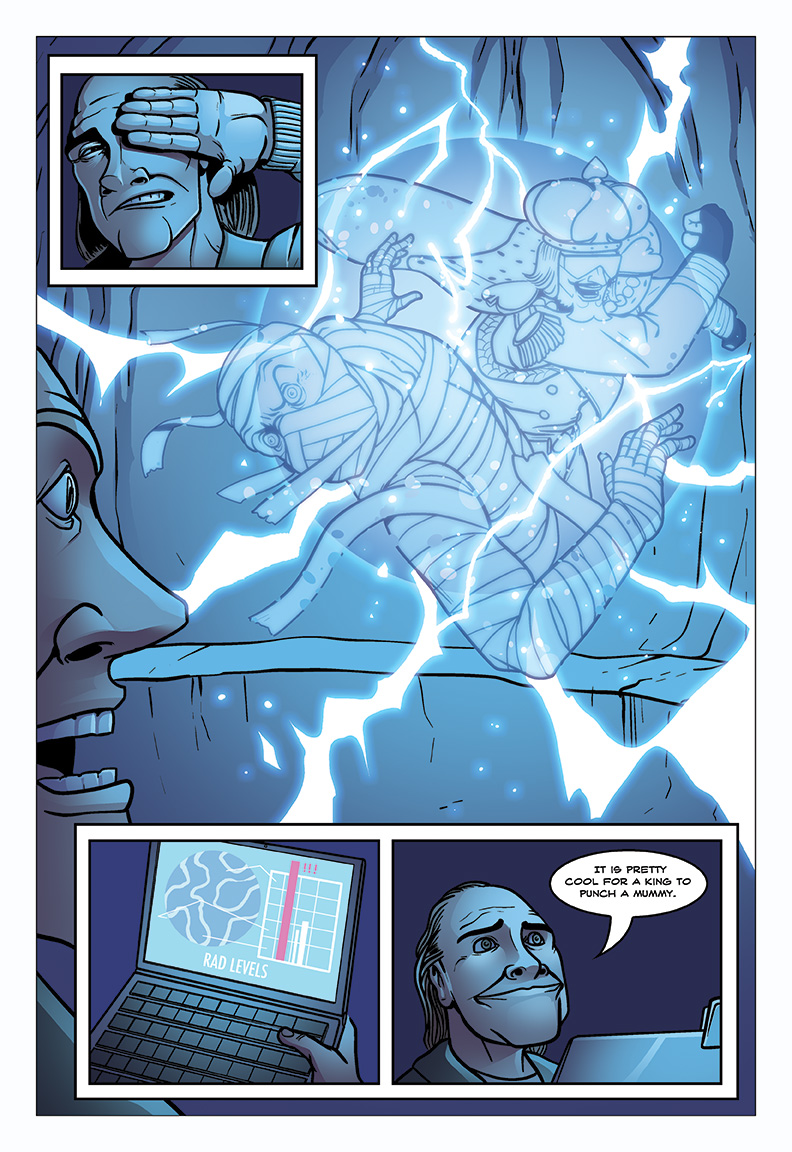 !!!
RAD LEVELS
IT IS PRETTY
COOL FOR A KING TO
PUNCH A MUMMY.